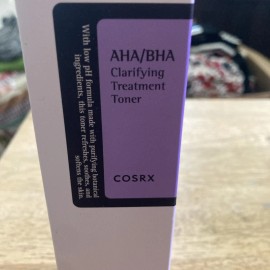 AHA/BHA
Clarifying
Treatment
Toner
COSRX
With low pH formula made with purifying botanical
ingredients, this toner refreshes, soothes, and
softens the skin.